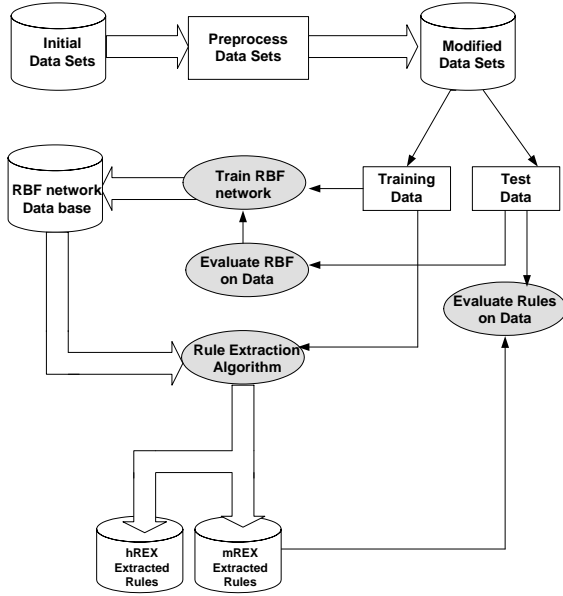 Initial
Data Sets
Preprocess
Data Sets
Modified
Data Sets
RBF network
Data base
Train RBF
network
Training
Data
Test
Data
Evaluate RBF
on Data
Evaluate Rules
on Data
Rule Extraction
Algorithm
hREX
Extracted
Rules
mREX
Extracted
Rules